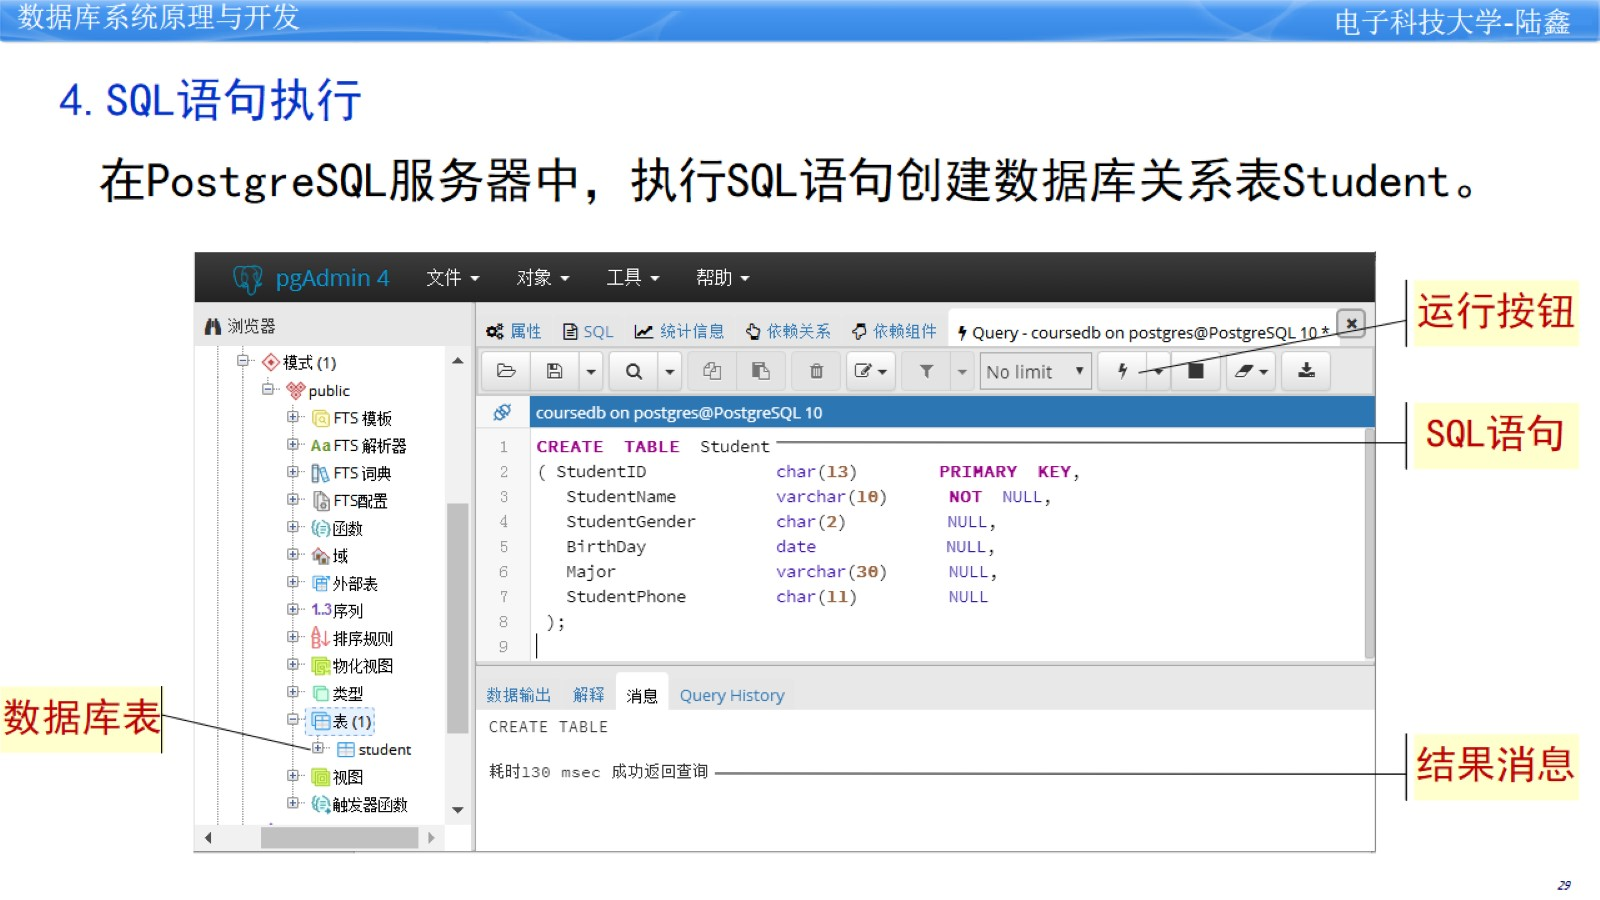 数据库系统原理与开发
电子科技大学-陆鑫
4. SQL语句执行
在PostgreSQL服务器中，执行SQL语句创建数据库关系表Student。
pgAdmin 4 文件 对象 工具 帮助
浏览器
属性 SQL 统计信息 依赖关系 依赖组件 Query - coursedb on postgres@PostgreSQL 10 *
No limit
coursedb on postgres@PostgreSQL 10
模式 (1)
public
FTS 模板
Aa FTS 解析器
FTS 词典
FTS配置
函数
域
外部表
1..3 序列
排序规则
物化视图
类型
表 (1)
student
视图
触发器函数
1 CREATE TABLE Student
2 ( StudentID char(13) PRIMARY KEY,
3 StudentName varchar(10) NOT NULL,
4 StudentGender char(2) NULL,
5 BirthDay date NULL,
6 Major varchar(30) NULL,
7 StudentPhone char(11) NULL
8 );
9
数据输出 解释 消息 Query History
CREATE TABLE
耗时130 msec 成功返回查询
运行按钮
SQL语句
数据库表
结果消息
29